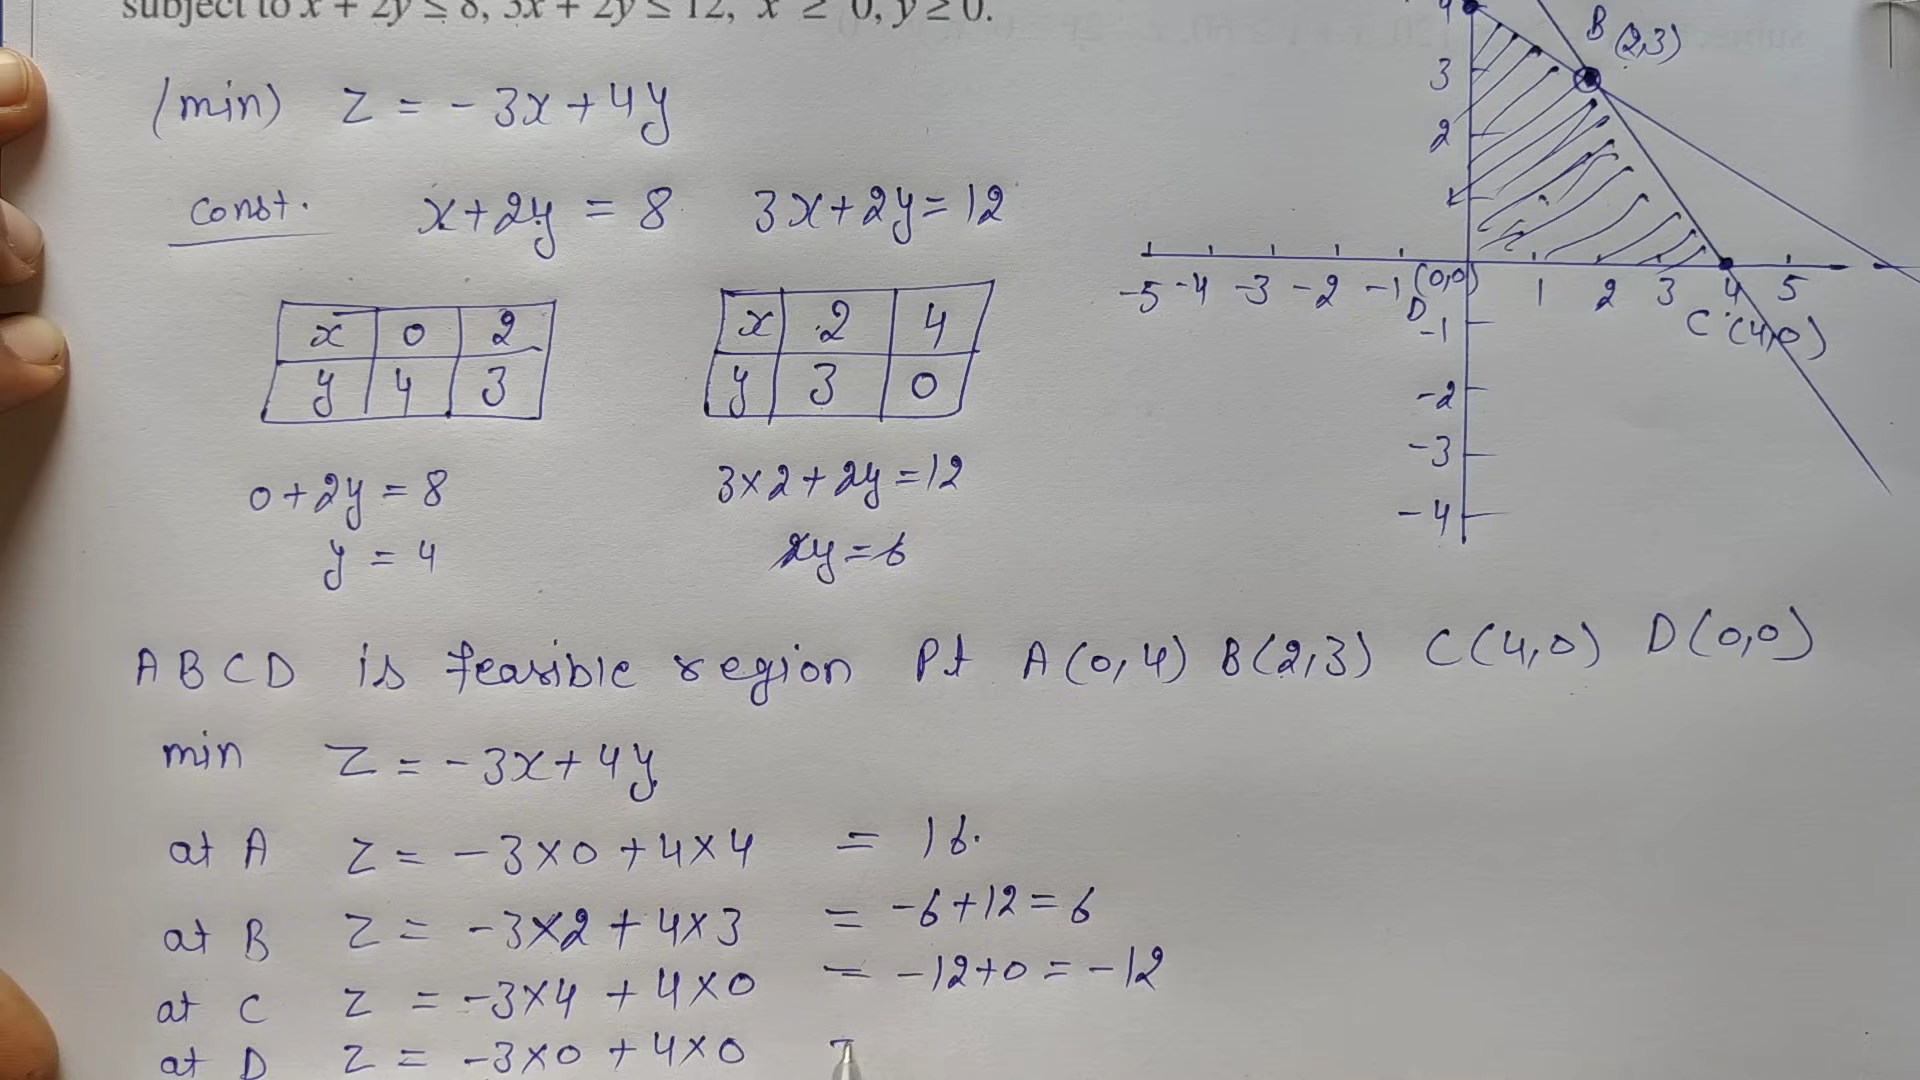 subject to x + 2y ≤ 8, 3x + 2y ≤ 12, x ≥ 0, y ≥ 0.
(min) Z = - 3x + 4y
const. x+2y = 8 3x+2y = 12
x 0 2
y 4 3
x 2 4
y 3 0
0+2y = 8
y = 4
3×2+2y=12
2y=6
4
B (2,3)
3
2
-5 -4 -3 -2 -1 (0,0) 1 2 3 4 5
D
C (4,0)
-1
-2
-3
-4
A B C D is feasible region Pt A(0,4) B(2,3) C(4,0) D(0,0)
min Z = -3x+4y
at A Z = -3×0+4×4 = 16.
at B Z = -3×2+4×3 = -6+12=6
at C Z = -3×4+4×0 = -12+0=-12
at D Z = -3×0+4×0 =